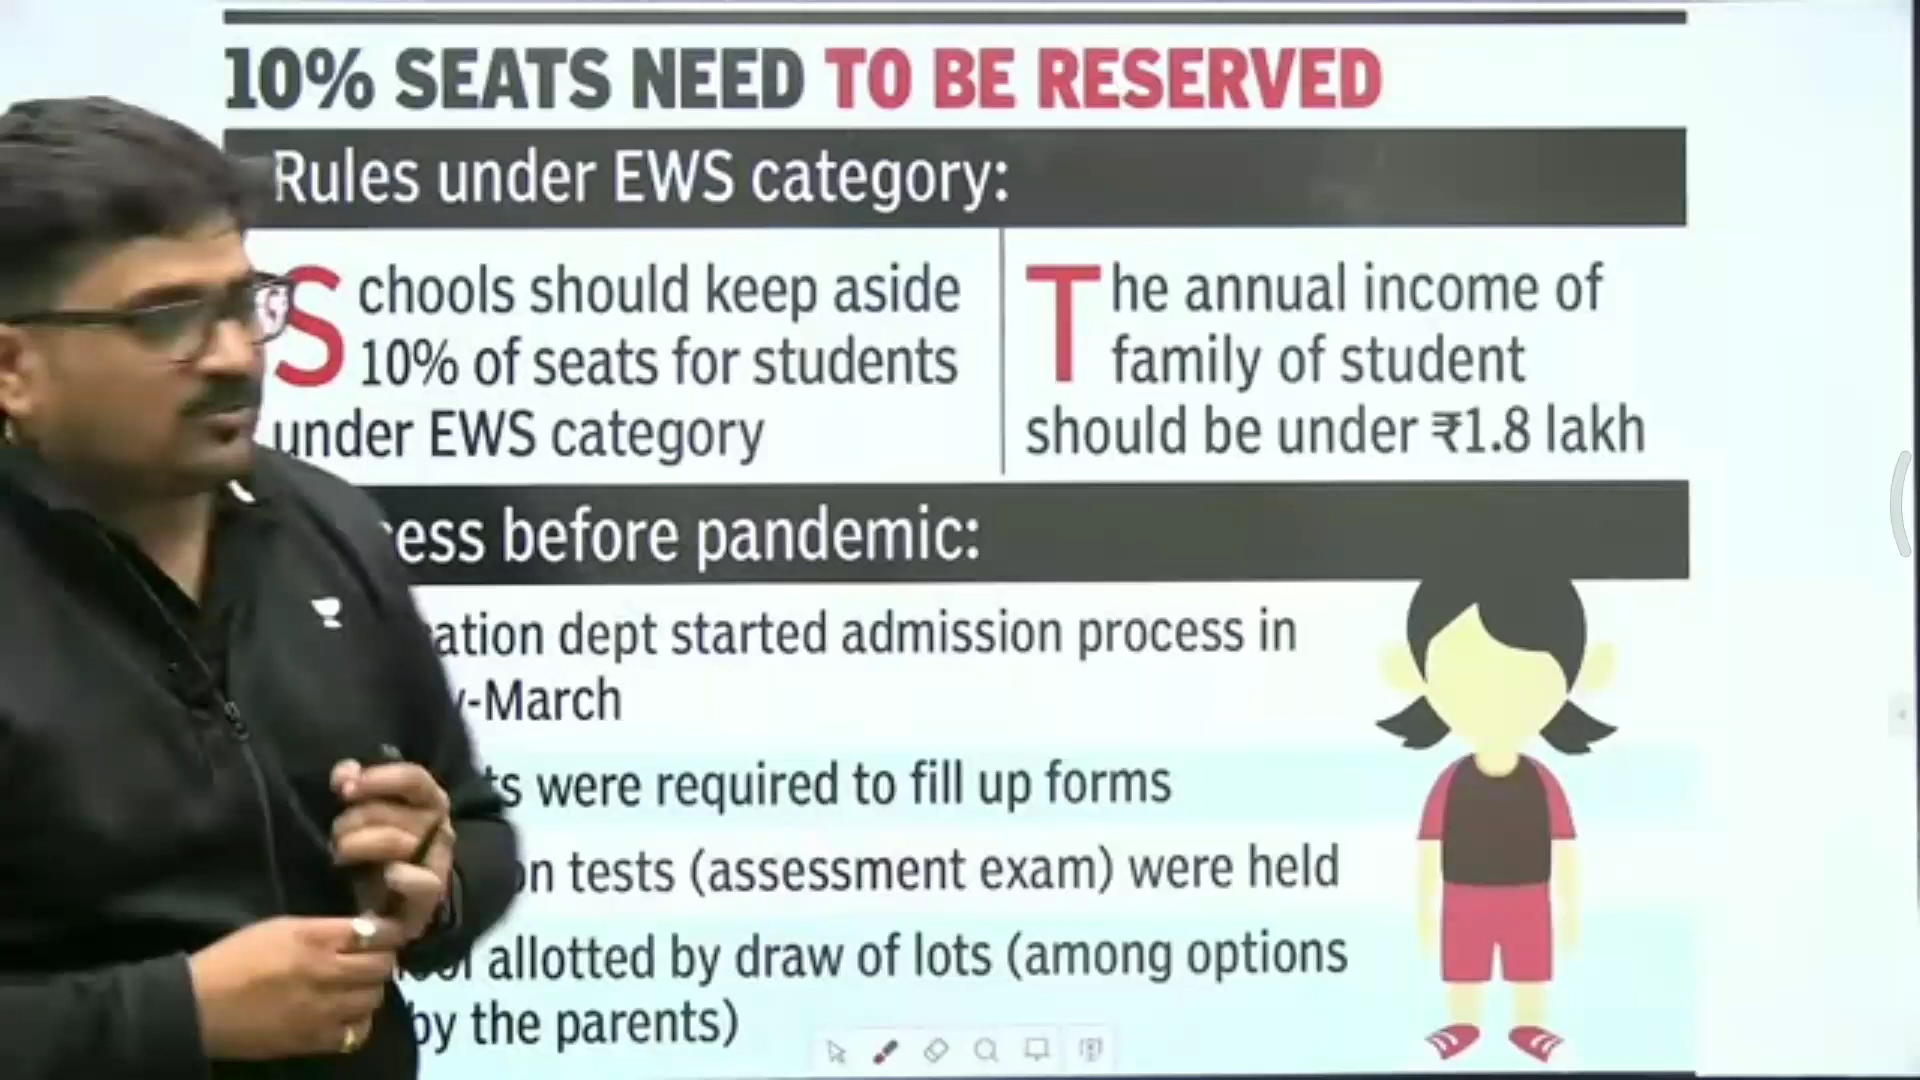 10% SEATS NEED TO BE RESERVED
Rules under EWS category:
Schools should keep aside
10% of seats for students
under EWS category
The annual income of
family of student
should be under ₹1.8 lakh
before pandemic:
dept started admission process in
-March
were required to fill up forms
tests (assessment exam) were held
allotted by draw of lots (among options
by the parents)